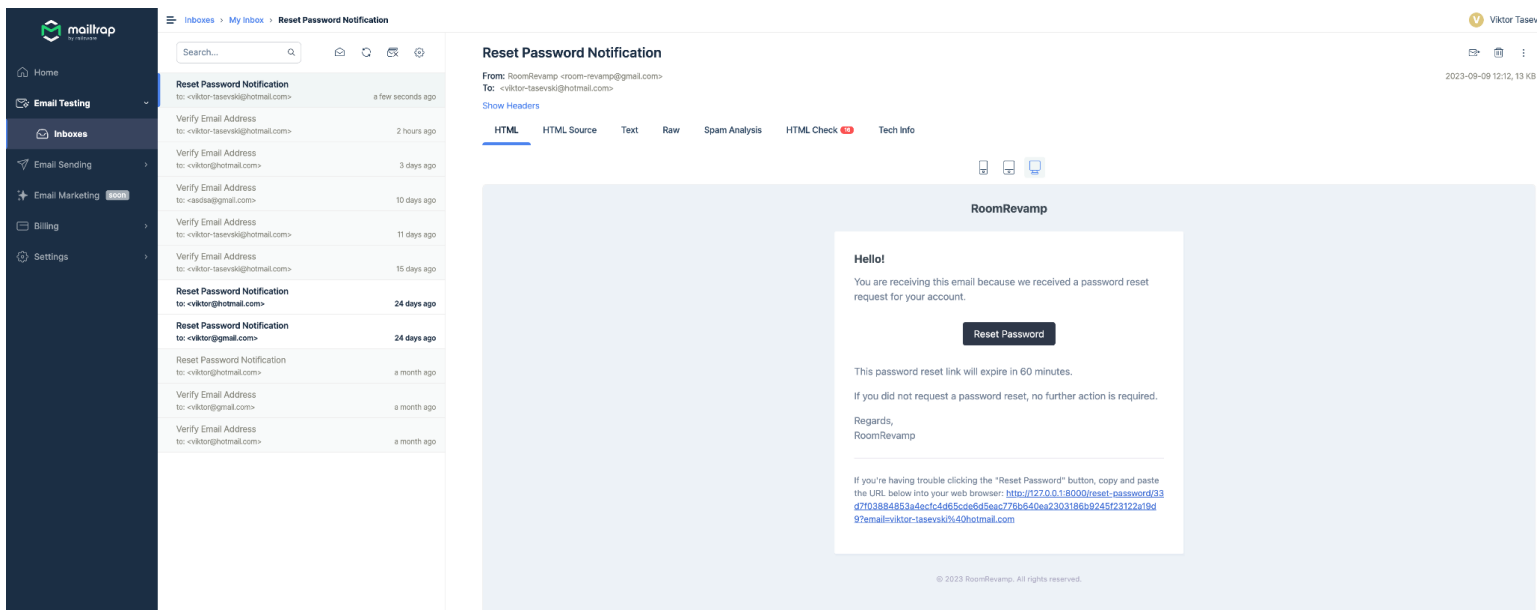 mailtrap
by railsware
Home
Email Testing
Inboxes
Email Sending
Email Marketing soon
Billing
Settings
Inboxes > My Inbox > Reset Password Notification
Viktor Tasev
Search...
Reset Password Notification
to: <viktor-tasevski@hotmail.com> a few seconds ago
Verify Email Address
to: <viktor-tasevski@hotmail.com> 2 hours ago
Verify Email Address
to: <viktor@hotmail.com> 3 days ago
Verify Email Address
to: <asdsa@gmail.com> 10 days ago
Verify Email Address
to: <viktor-tasevski@hotmail.com> 11 days ago
Verify Email Address
to: <viktor-tasevski@hotmail.com> 15 days ago
Reset Password Notification
to: <viktor@hotmail.com> 24 days ago
Reset Password Notification
to: <viktor@gmail.com> 24 days ago
Reset Password Notification
to: <viktor@hotmail.com> a month ago
Verify Email Address
to: <viktor@gmail.com> a month ago
Verify Email Address
to: <viktor@hotmail.com> a month ago
Reset Password Notification
From: RoomRevamp <room-revamp@gmail.com>
2023-09-09 12:12, 13 KB
To: <viktor-tasevski@hotmail.com>
Show Headers
HTML HTML Source Text Raw Spam Analysis HTML Check 16 Tech Info
RoomRevamp
Hello!
You are receiving this email because we received a password reset
request for your account.
Reset Password
This password reset link will expire in 60 minutes.
If you did not request a password reset, no further action is required.
Regards,
RoomRevamp
If you're having trouble clicking the "Reset Password" button, copy and paste
the URL below into your web browser: http://127.0.0.1:8000/reset-password/33
d7f03884853a4ecfc4d65cde6d5eac776b640ea2303186b9245f23122a19d
9?email=viktor-tasevski%40hotmail.com
© 2023 RoomRevamp. All rights reserved.